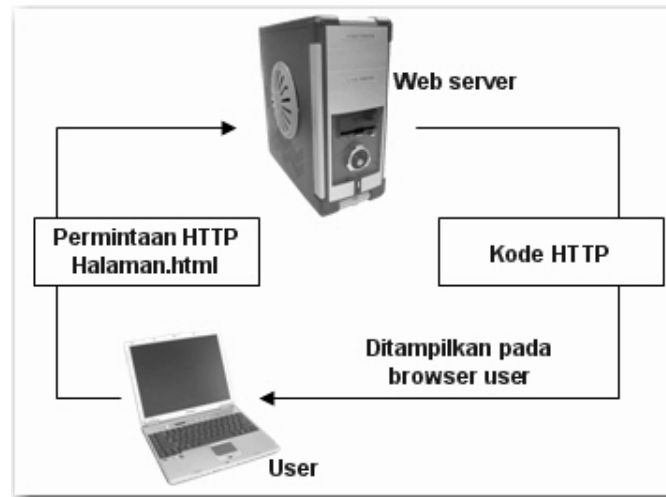 Web server
Permintaan HTTP
Halaman.html
Kode HTTP
Ditampilkan pada
browser user
User